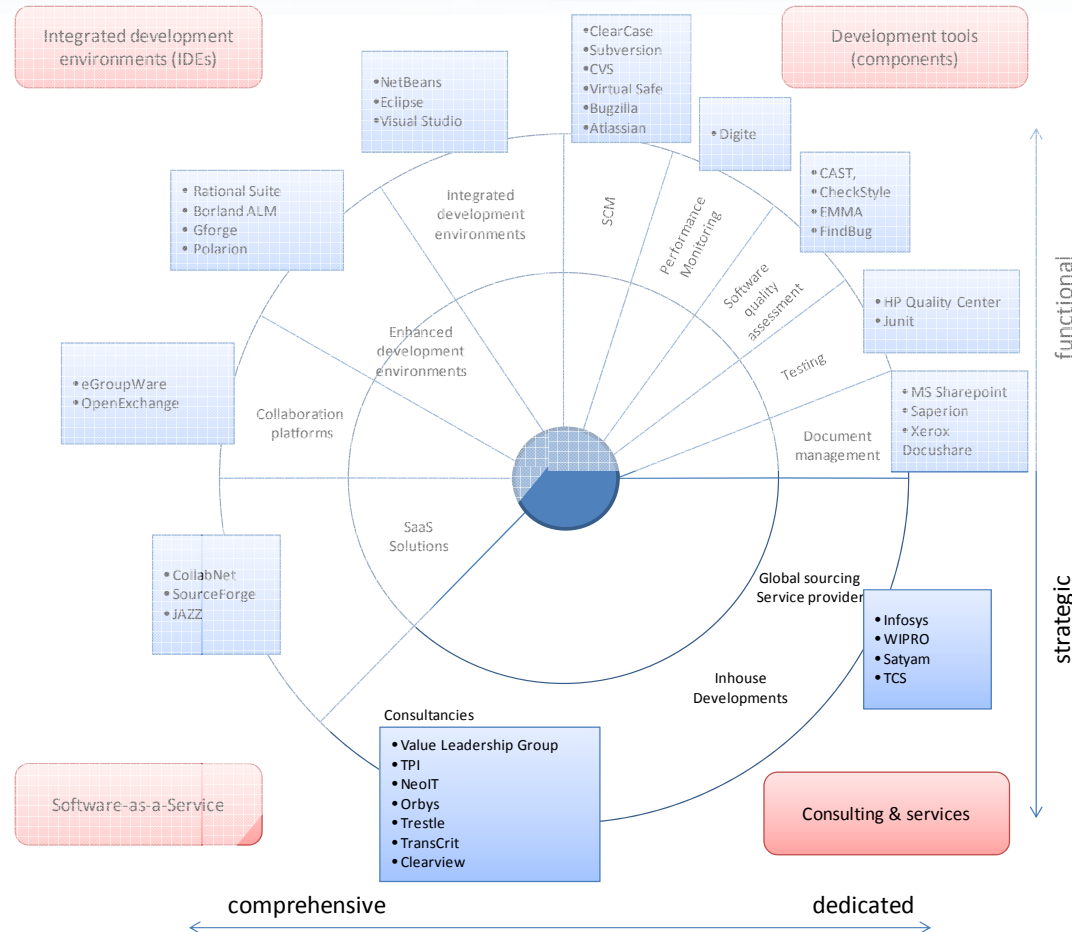 Integrated development
environments (IDEs)
Development tools
(components)
• ClearCase
• Subversion
• CVS
• Virtual Safe
• Bugzilla
• Atlassian
• NetBeans
• Eclipse
• Visual Studio
• Digite
• CAST,
• CheckStyle
• EMMA
• FindBug
• Rational Suite
• Borland ALM
• Gforge
• Polarion
Integrated
development
environments
SCM
Performance
Monitoring
Software
quality
assessment
Testing
Document
management
• HP Quality Center
• Junit
functional
Enhanced
development
environments
• eGroupWare
• OpenExchange
Collaboration
platforms
• MS Sharepoint
• Saperion
• Xerox
Docushare
SaaS
Solutions
• CollabNet
• SourceForge
• JAZZ
Global sourcing
Service provider
• Infosys
• WIPRO
• Satyam
• TCS
strategic
Inhouse
Developments
Consultancies
• Value Leadership Group
• TPI
• NeoIT
• Orbys
• Trestle
• TransCrit
• Clearview
Software-as-a-Service
Consulting & services
comprehensive
dedicated